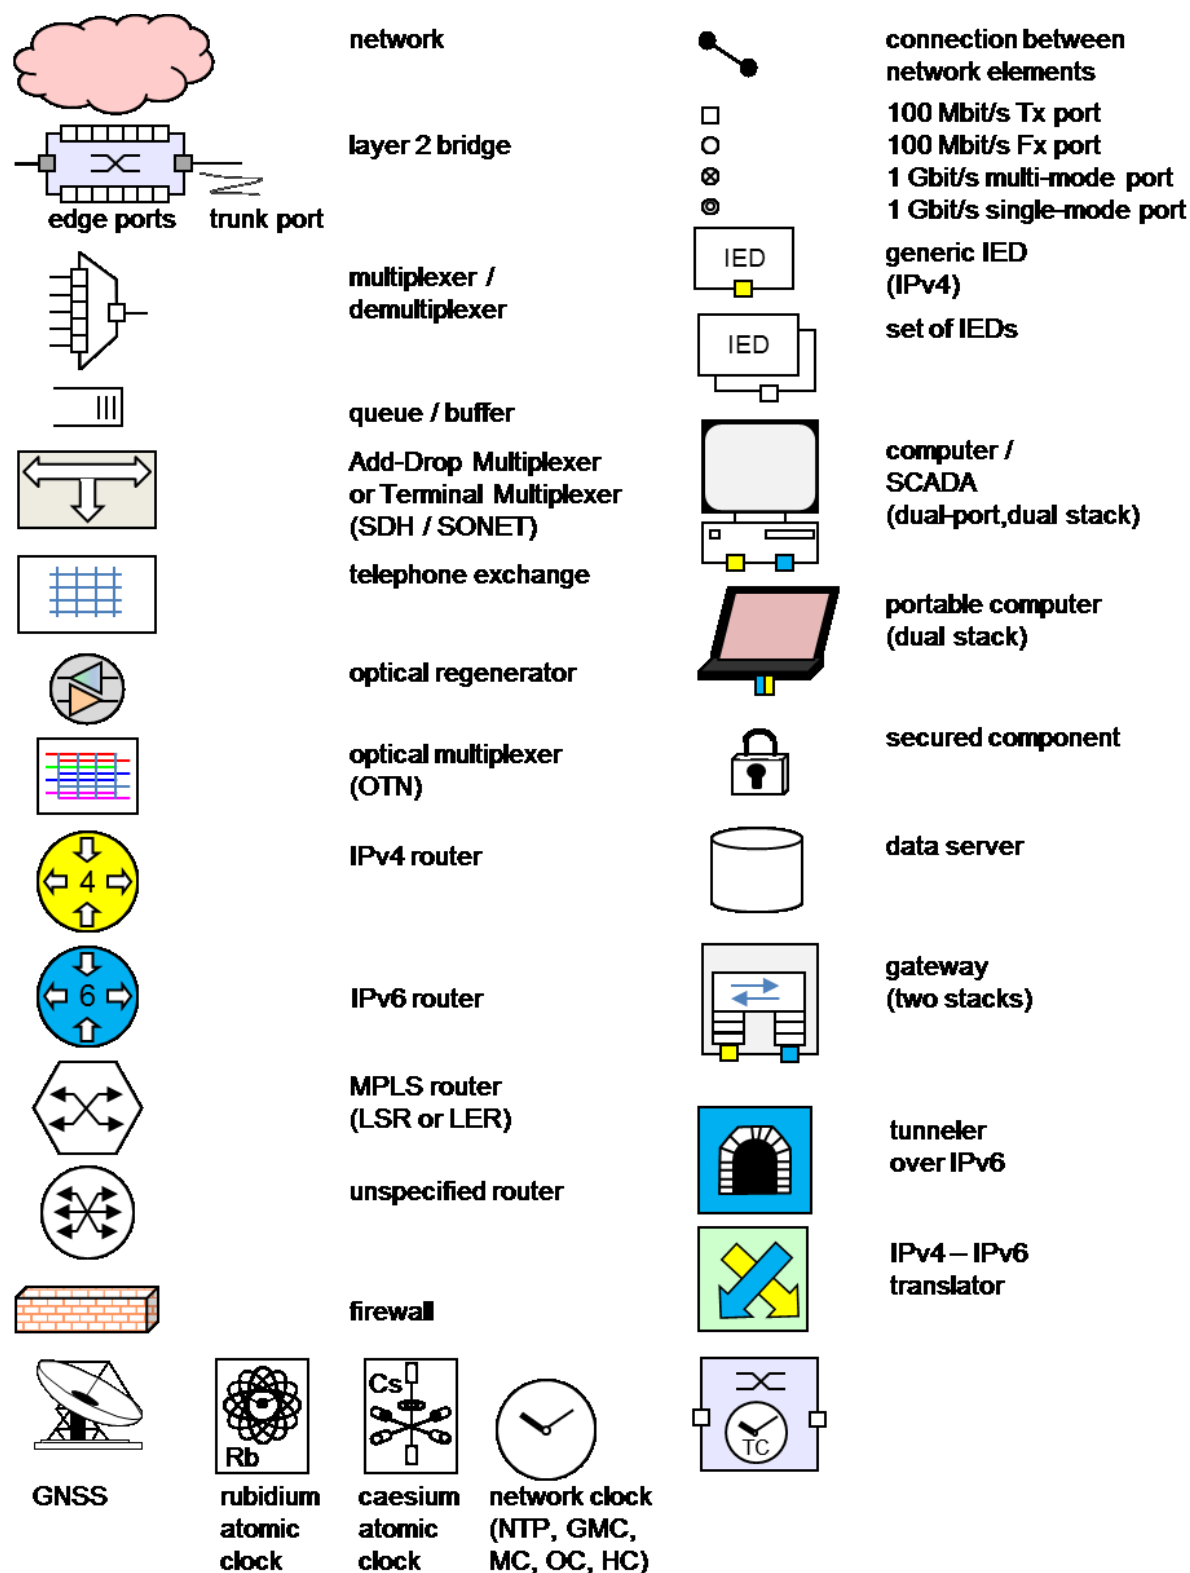 network
layer 2 bridge
edge ports
trunk port
multiplexer /
demultiplexer
queue / buffer
Add-Drop Multiplexer
or Terminal Multiplexer
(SDH / SONET)
telephone exchange
optical regenerator
optical multiplexer
(OTN)
4
IPv4 router
6
IPv6 router
MPLS router
(LSR or LER)
unspecified router
firewall
GNSS
Rb
rubidium
atomic
clock
Cs
caesium
atomic
clock
network clock
(NTP, GMC,
MC, OC, HC)
connection between
network elements
100 Mbit/s Tx port
100 Mbit/s Fx port
1 Gbit/s multi-mode port
1 Gbit/s single-mode port
IED
generic IED
(IPv4)
IED
set of IEDs
computer /
SCADA
(dual-port,dual stack)
portable computer
(dual stack)
secured component
data server
gateway
(two stacks)
tunneler
over IPv6
IPv4 – IPv6
translator
TC